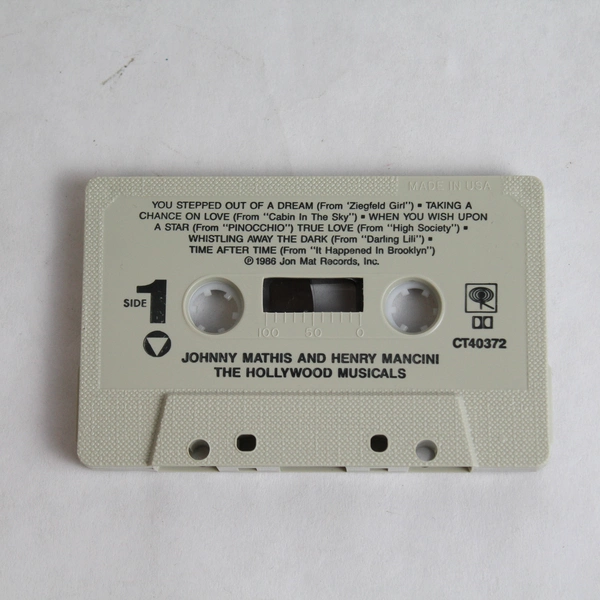 MADE IN USA
YOU STEPPED OUT OF A DREAM (From 'Ziegfeld Girl") ▪ TAKING A
CHANCE ON LOVE (From "Cabin In The Sky") ▪ WHEN YOU WISH UPON
A STAR (From "PINOCCHIO") TRUE LOVE (From "High Society") ▪
WHISTLING AWAY THE DARK (From "Darling Lili") ▪
TIME AFTER TIME (From "It Happened In Brooklyn")
℗ 1986 Jon Mat Records, Inc.
SIDE 1
100 50 0
CT40372
JOHNNY MATHIS AND HENRY MANCINI
THE HOLLYWOOD MUSICALS